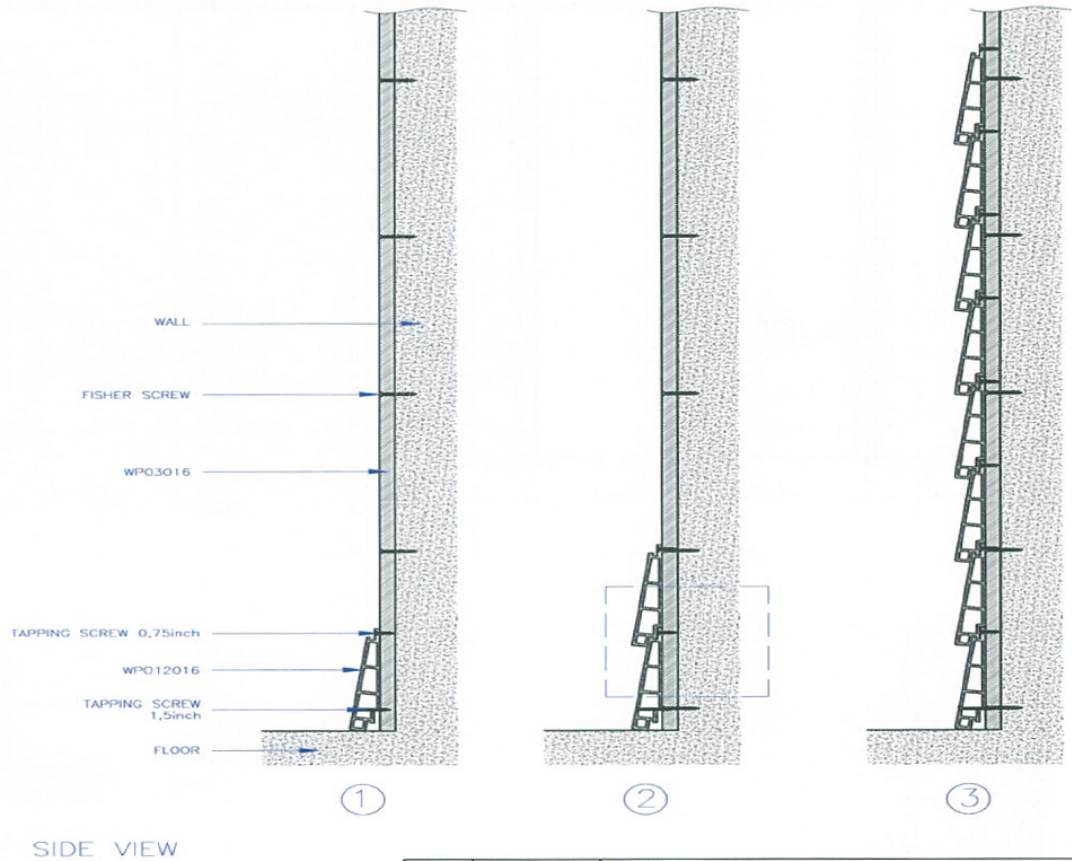 WALL
FISHER SCREW
WP03016
TAPPING SCREW 0,75inch
WP012016
TAPPING SCREW
1,5inch
FLOOR
1
2
3
SIDE VIEW